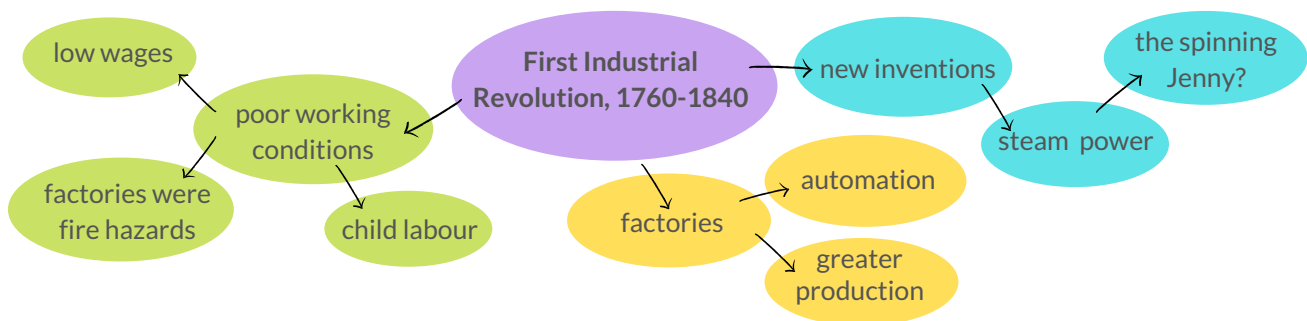 First Industrial
Revolution, 1760-1840
poor working
conditions
low wages
factories were
fire hazards
child labour
factories
automation
greater
production
new inventions
steam power
the spinning
Jenny?